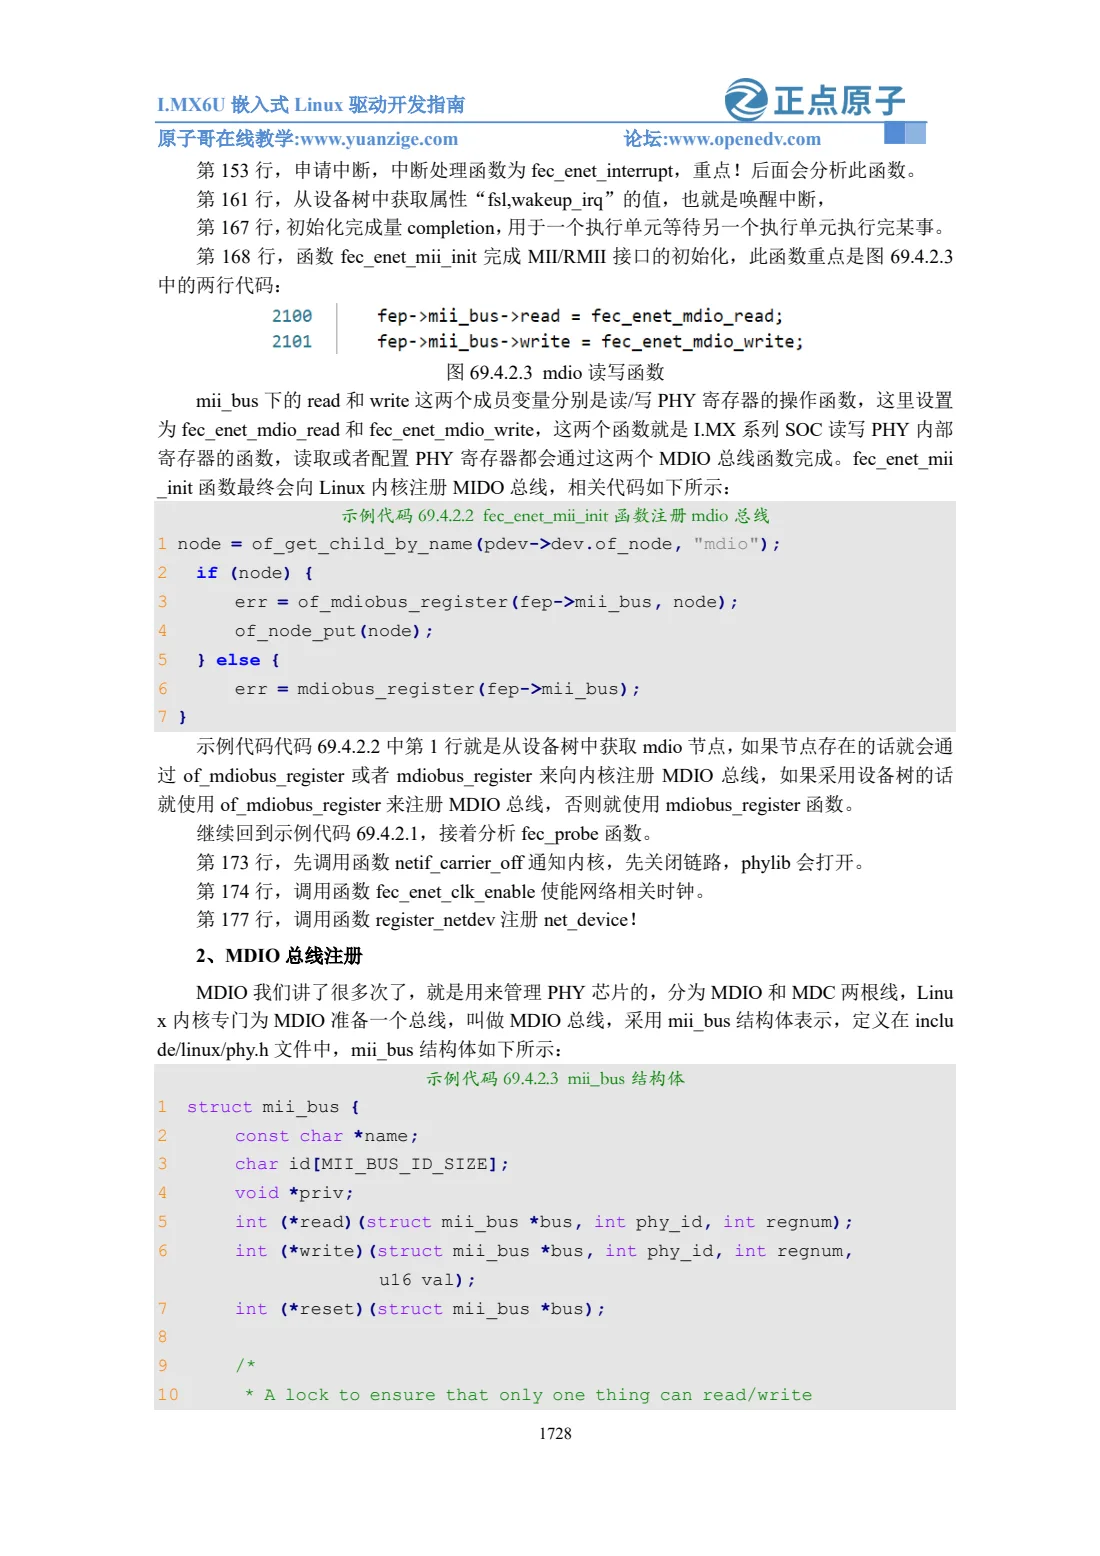 I.MX6U 嵌入式 Linux 驱动开发指南
正点原子
原子哥在线教学:www.yuanzige.com 论坛:www.openedv.com
第 153 行，申请中断，中断处理函数为 fec_enet_interrupt，重点！后面会分析此函数。
第 161 行，从设备树中获取属性“fsl,wakeup_irq”的值，也就是唤醒中断，
第 167 行，初始化完成量 completion，用于一个执行单元等待另一个执行单元执行完某事。
第 168 行，函数 fec_enet_mii_init 完成 MII/RMII 接口的初始化，此函数重点是图 69.4.2.3
中的两行代码：
2100 fep->mii_bus->read = fec_enet_mdio_read;
2101 fep->mii_bus->write = fec_enet_mdio_write;
图 69.4.2.3 mdio 读写函数
mii_bus 下的 read 和 write 这两个成员变量分别是读/写 PHY 寄存器的操作函数，这里设置
为 fec_enet_mdio_read 和 fec_enet_mdio_write，这两个函数就是 I.MX 系列 SOC 读写 PHY 内部
寄存器的函数，读取或者配置 PHY 寄存器都会通过这两个 MDIO 总线函数完成。fec_enet_mii
_init 函数最终会向 Linux 内核注册 MIDO 总线，相关代码如下所示：
示例代码 69.4.2.2 fec_enet_mii_init 函数注册 mdio 总线
1 node = of_get_child_by_name(pdev->dev.of_node, "mdio");
2 if (node) {
3 err = of_mdiobus_register(fep->mii_bus, node);
4 of_node_put(node);
5 } else {
6 err = mdiobus_register(fep->mii_bus);
7 }
示例代码代码 69.4.2.2 中第 1 行就是从设备树中获取 mdio 节点，如果节点存在的话就会通
过 of_mdiobus_register 或者 mdiobus_register 来向内核注册 MDIO 总线，如果采用设备树的话
就使用 of_mdiobus_register 来注册 MDIO 总线，否则就使用 mdiobus_register 函数。
继续回到示例代码 69.4.2.1，接着分析 fec_probe 函数。
第 173 行，先调用函数 netif_carrier_off 通知内核，先关闭链路，phylib 会打开。
第 174 行，调用函数 fec_enet_clk_enable 使能网络相关时钟。
第 177 行，调用函数 register_netdev 注册 net_device！
2、MDIO 总线注册
MDIO 我们讲了很多次了，就是用来管理 PHY 芯片的，分为 MDIO 和 MDC 两根线，Linu
x 内核专门为 MDIO 准备一个总线，叫做 MDIO 总线，采用 mii_bus 结构体表示，定义在 inclu
de/linux/phy.h 文件中，mii_bus 结构体如下所示：
示例代码 69.4.2.3 mii_bus 结构体
1 struct mii_bus {
2 const char *name;
3 char id[MII_BUS_ID_SIZE];
4 void *priv;
5 int (*read)(struct mii_bus *bus, int phy_id, int regnum);
6 int (*write)(struct mii_bus *bus, int phy_id, int regnum,
u16 val);
7 int (*reset)(struct mii_bus *bus);
8
9 /*
10 * A lock to ensure that only one thing can read/write
1728